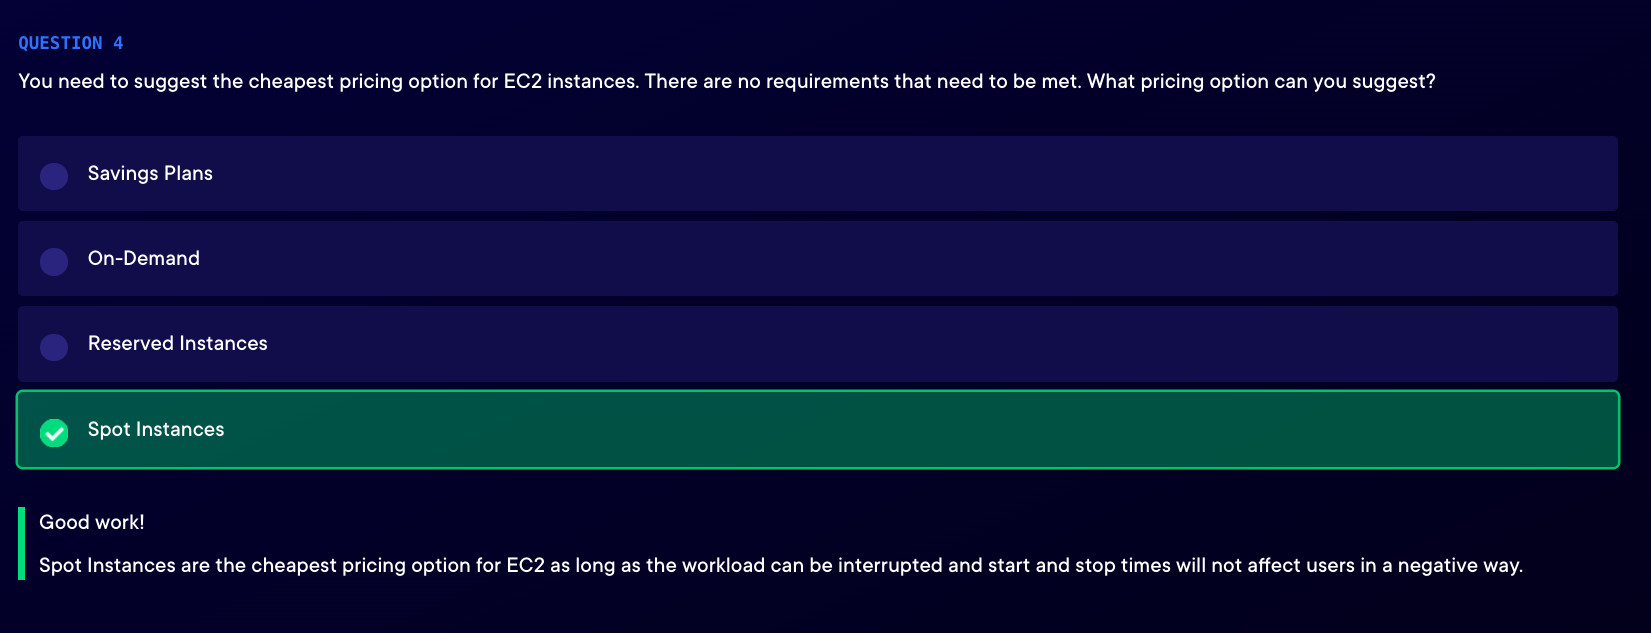 QUESTION 4
You need to suggest the cheapest pricing option for EC2 instances. There are no requirements that need to be met. What pricing option can you suggest?
Savings Plans
On-Demand
Reserved Instances
Spot Instances
Good work!
Spot Instances are the cheapest pricing option for EC2 as long as the workload can be interrupted and start and stop times will not affect users in a negative way.